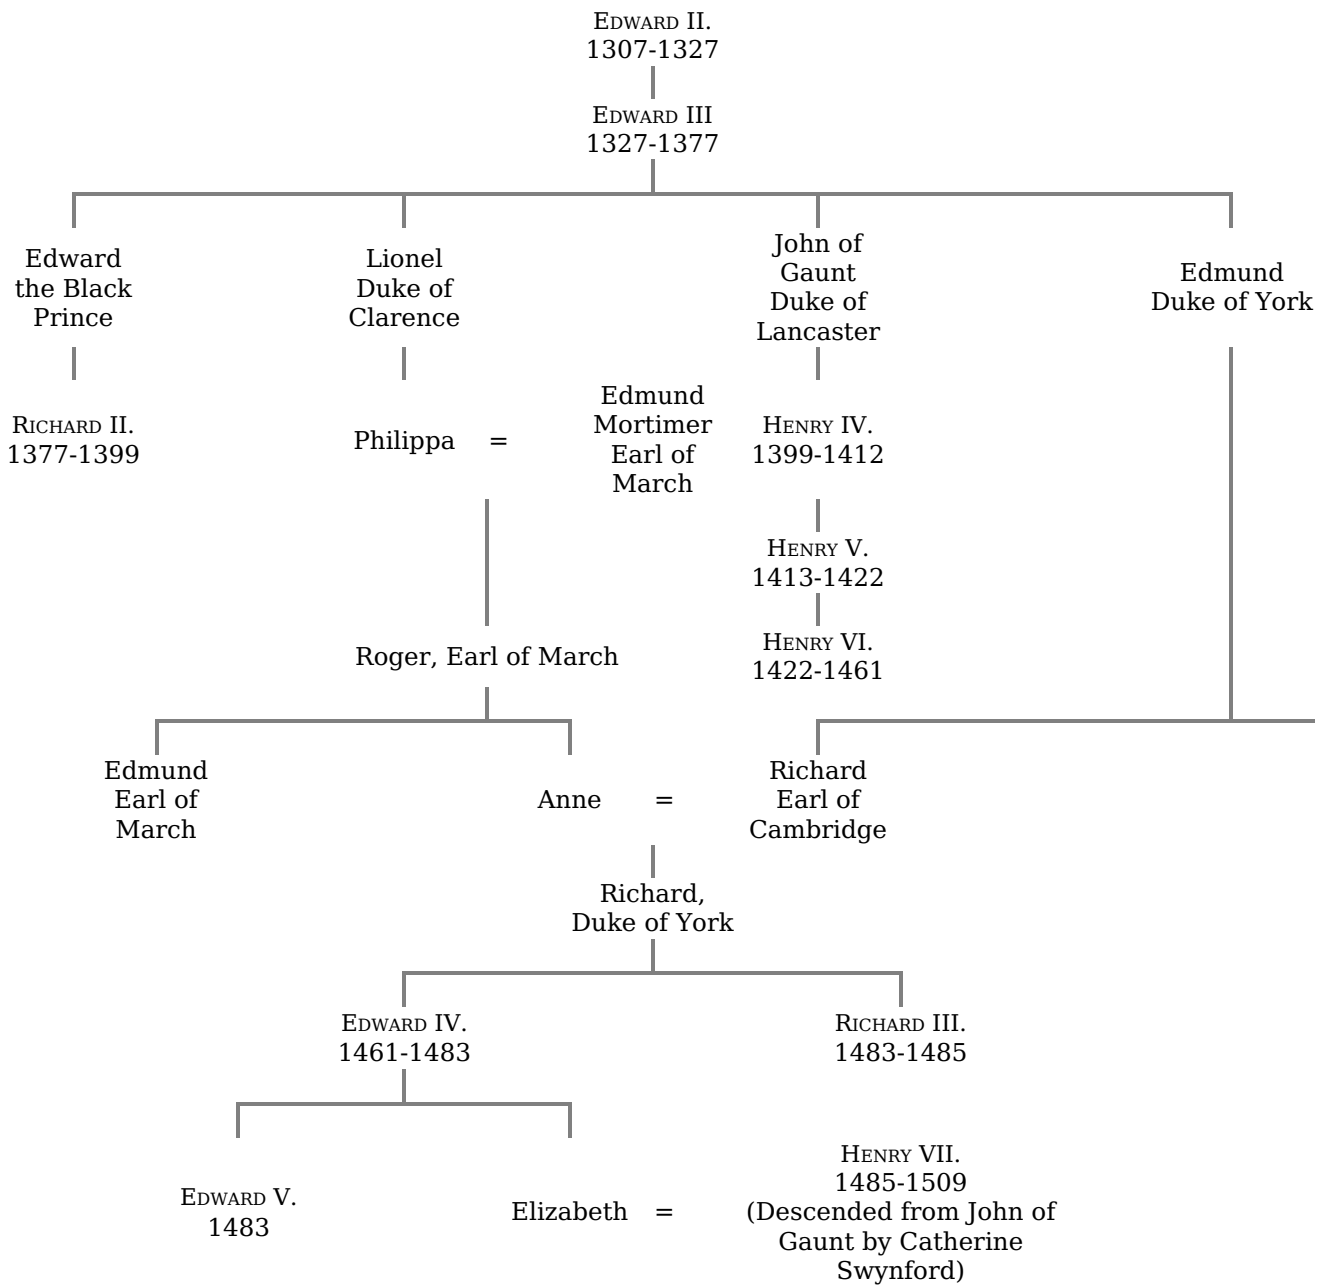 EDWARD II.
1307-1327
EDWARD III
1327-1377
Edward
the Black
Prince
Lionel
Duke of
Clarence
John of
Gaunt
Duke of
Lancaster
Edmund
Duke of York
RICHARD II.
1377-1399
Philippa =
Edmund
Mortimer
Earl of
March
HENRY IV.
1399-1412
HENRY V.
1413-1422
Roger, Earl of March
HENRY VI.
1422-1461
Edmund
Earl of
March
Anne =
Richard
Earl of
Cambridge
Richard,
Duke of York
EDWARD IV.
1461-1483
RICHARD III.
1483-1485
EDWARD V.
1483
Elizabeth =
HENRY VII.
1485-1509
(Descended from John of
Gaunt by Catherine
Swynford)